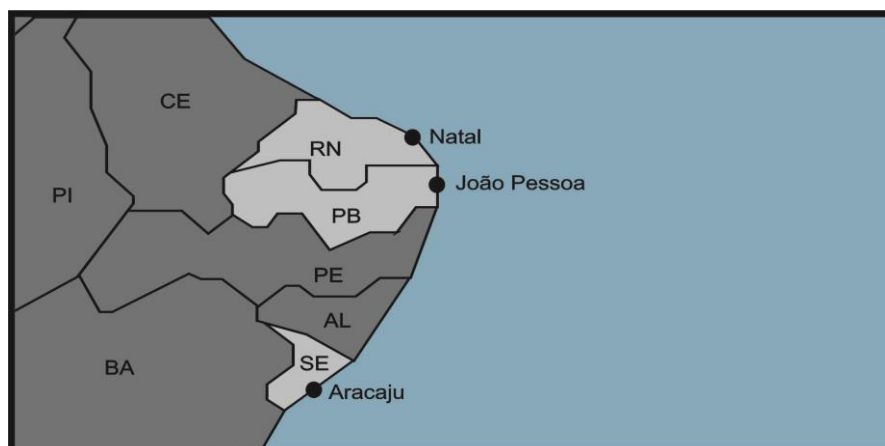 CE
Natal
RN
João Pessoa
PI
PB
PE
AL
SE
BA
Aracaju